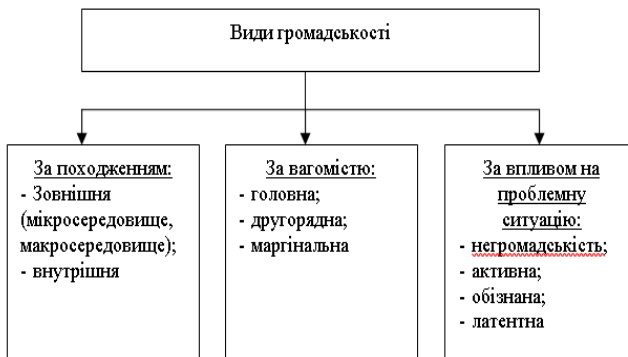 Види громадськості
За походженням:
- Зовнішня
(мікросередовище,
макросередовище);
- внутрішня
За вагомістю:
- головна;
- другорядна;
- маргінальна
За впливом на
проблемну
ситуацію:
- негромадськість;
- активна;
- обізнана;
- латентна